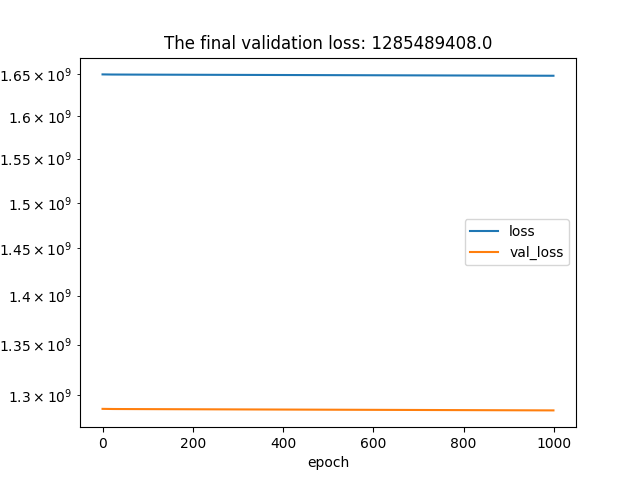 The final validation loss: 1285489408.0
1.65 × 10⁹
1.6 × 10⁹
1.55 × 10⁹
1.5 × 10⁹
1.45 × 10⁹
1.4 × 10⁹
1.35 × 10⁹
1.3 × 10⁹
loss
val_loss
0 200 400 600 800 1000
epoch